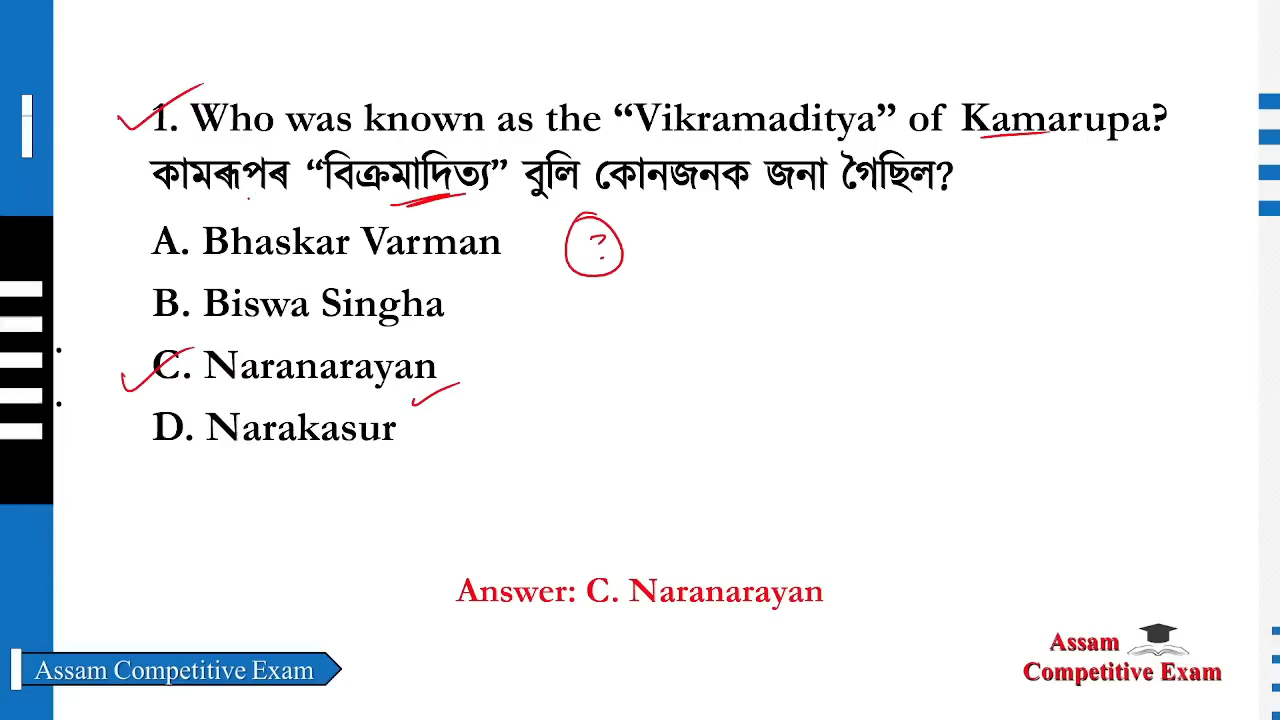 1. Who was known as the “Vikramaditya” of Kamarupa?
কামৰূপৰ “বিক্ৰমাদিত্য” বুলি কোনজনক জনা গৈছিল?
A. Bhaskar Varman
?
B. Biswa Singha
C. Naranarayan
D. Narakasur
Answer: C. Naranarayan
Assam Competitive Exam
Assam
Competitive Exam